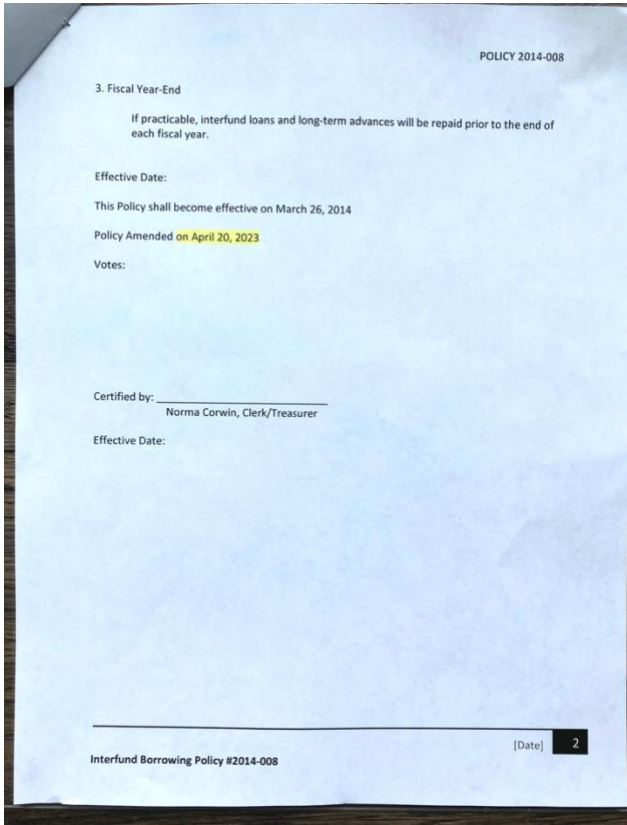 POLICY 2014-008
3. Fiscal Year-End
If practicable, interfund loans and long-term advances will be repaid prior to the end of
each fiscal year.
Effective Date:
This Policy shall become effective on March 26, 2014
Policy Amended on April 20, 2023
Votes:
Certified by: ____________________
Norma Corwin, Clerk/Treasurer
Effective Date:
[Date] 2
Interfund Borrowing Policy #2014-008